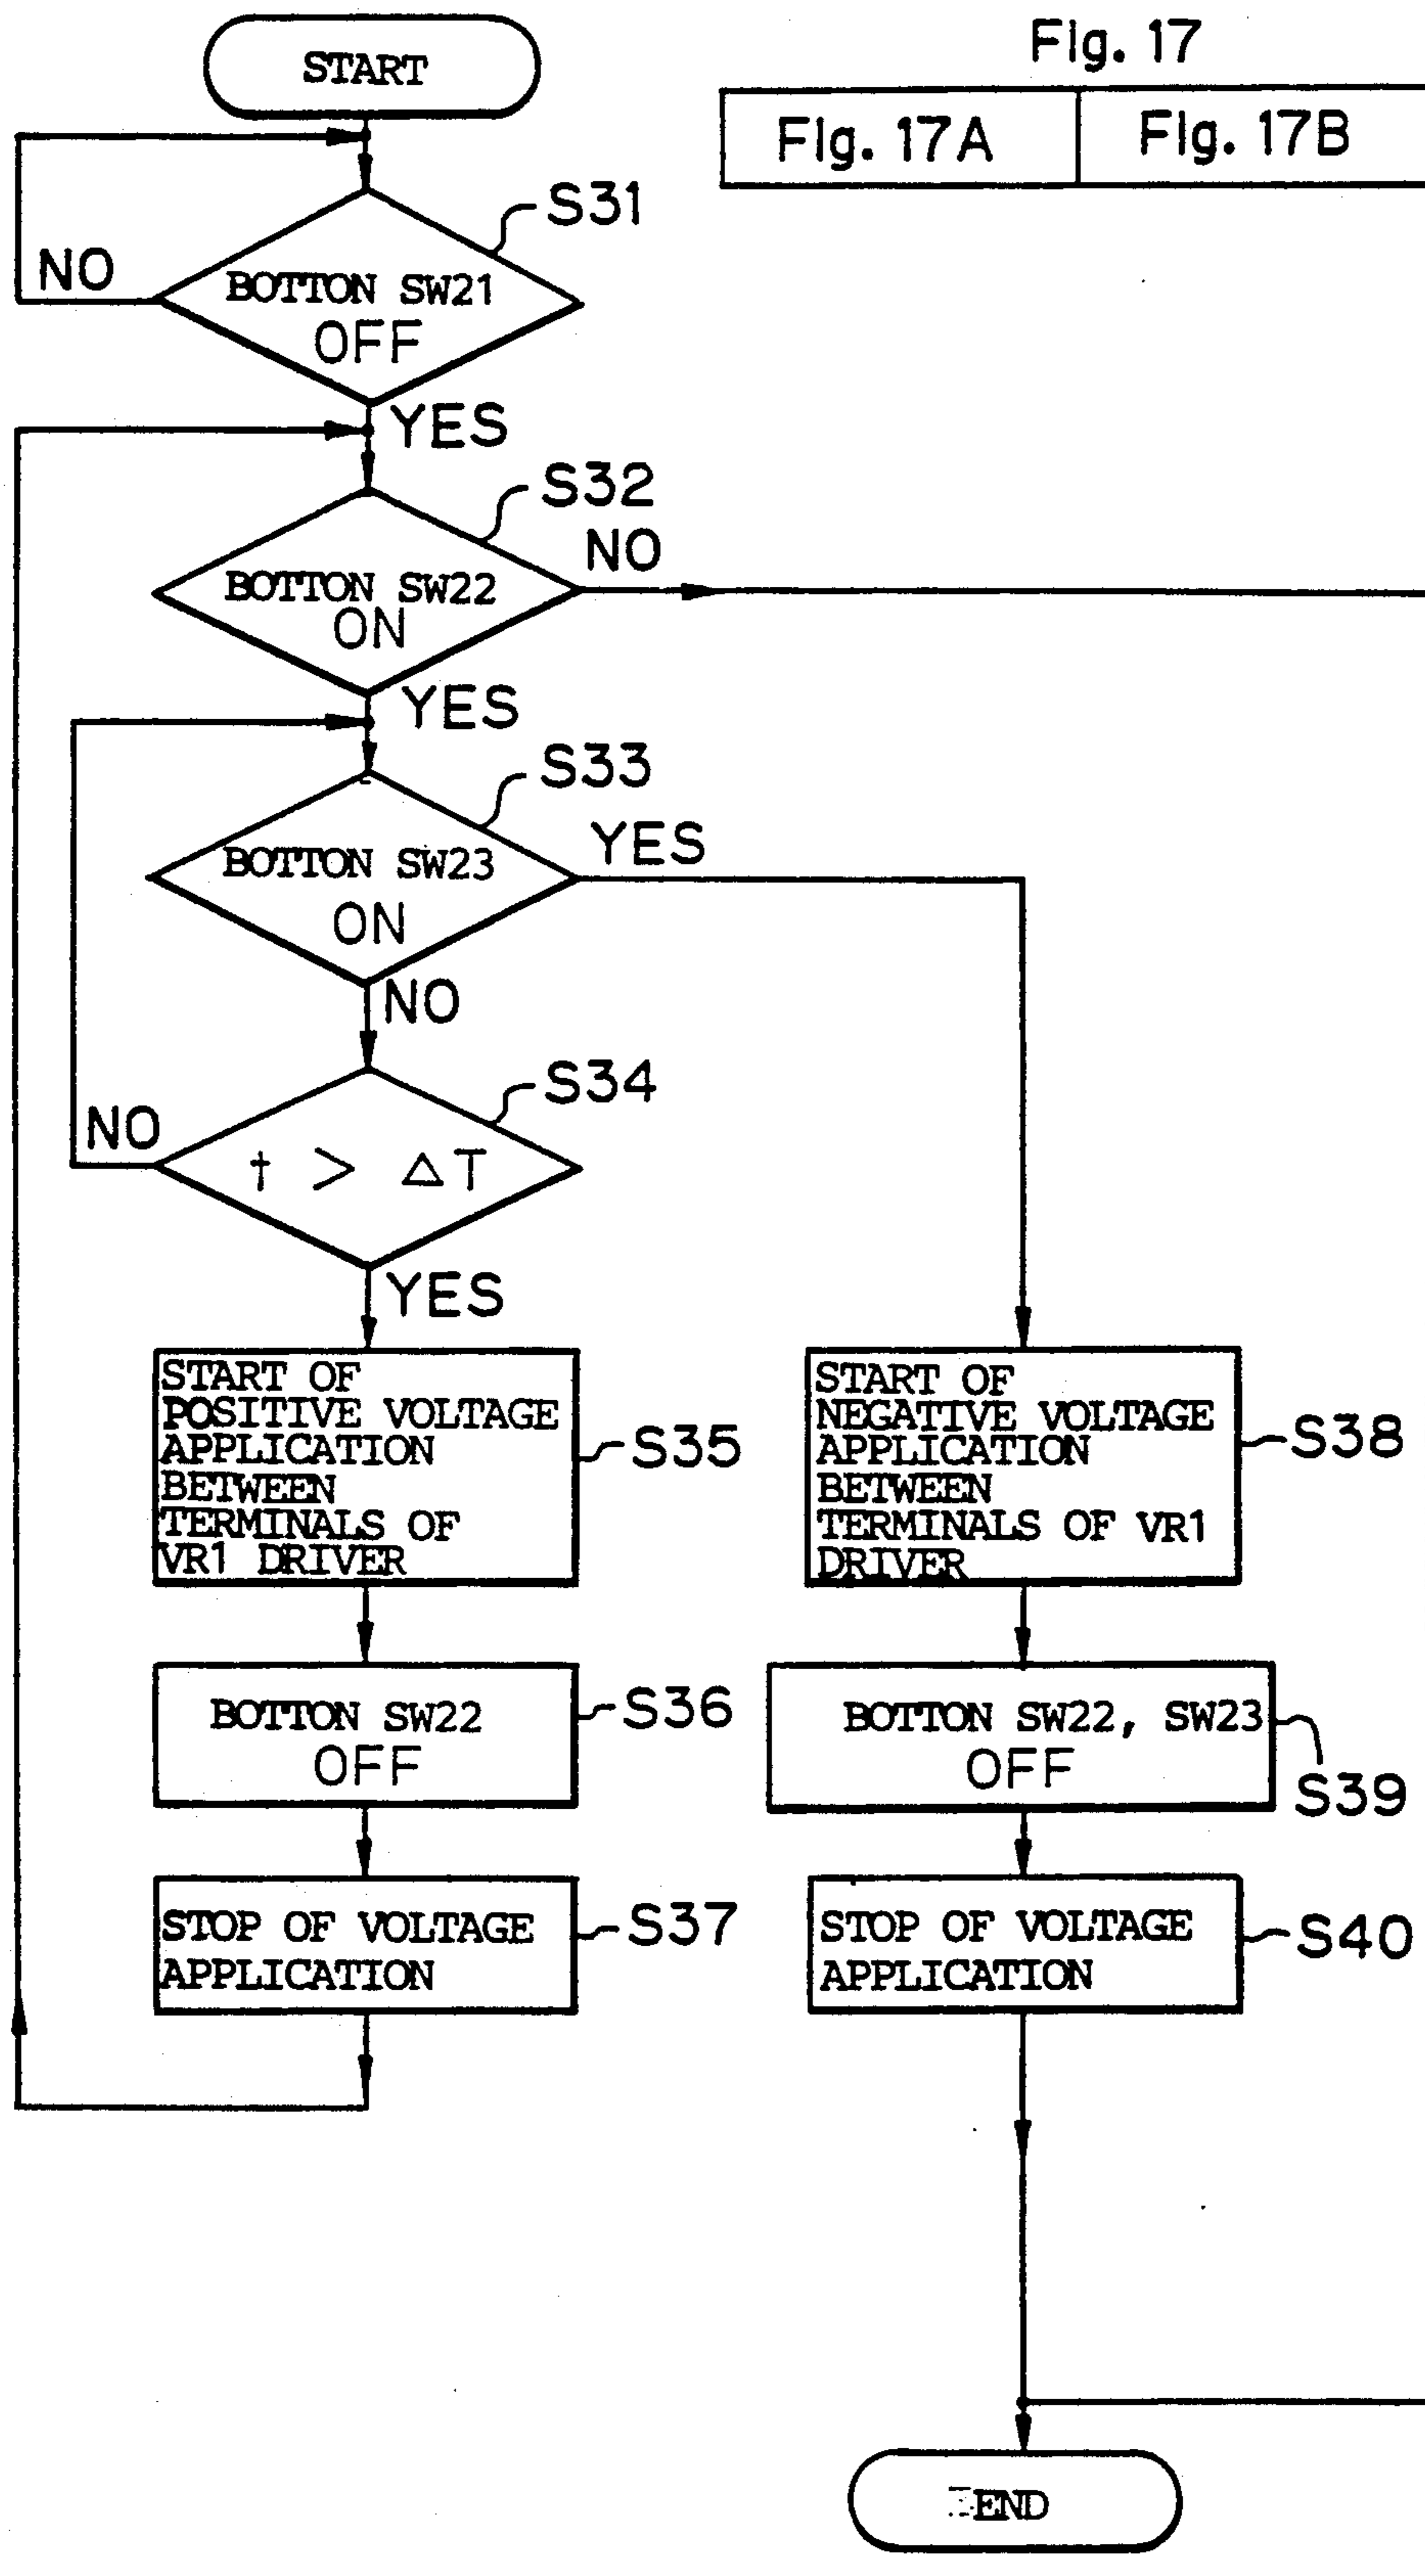 Fig. 17
Fig. 17A
Fig. 17B
START
S31
NO
BOTTON SW21
OFF
YES
S32
NO
BOTTON SW22
ON
YES
S33
YES
BOTTON SW23
ON
NO
S34
NO
t > ΔT
YES
START OF
POSITIVE VOLTAGE
APPLICATION
BETWEEN
TERMINALS OF
VR1 DRIVER
S35
START OF
NEGATIVE VOLTAGE
APPLICATION
BETWEEN
TERMINALS OF VR1
DRIVER
S38
BOTTON SW22
OFF
S36
BOTTON SW22, SW23
OFF
S39
STOP OF VOLTAGE
APPLICATION
S37
STOP OF VOLTAGE
APPLICATION
S40
END